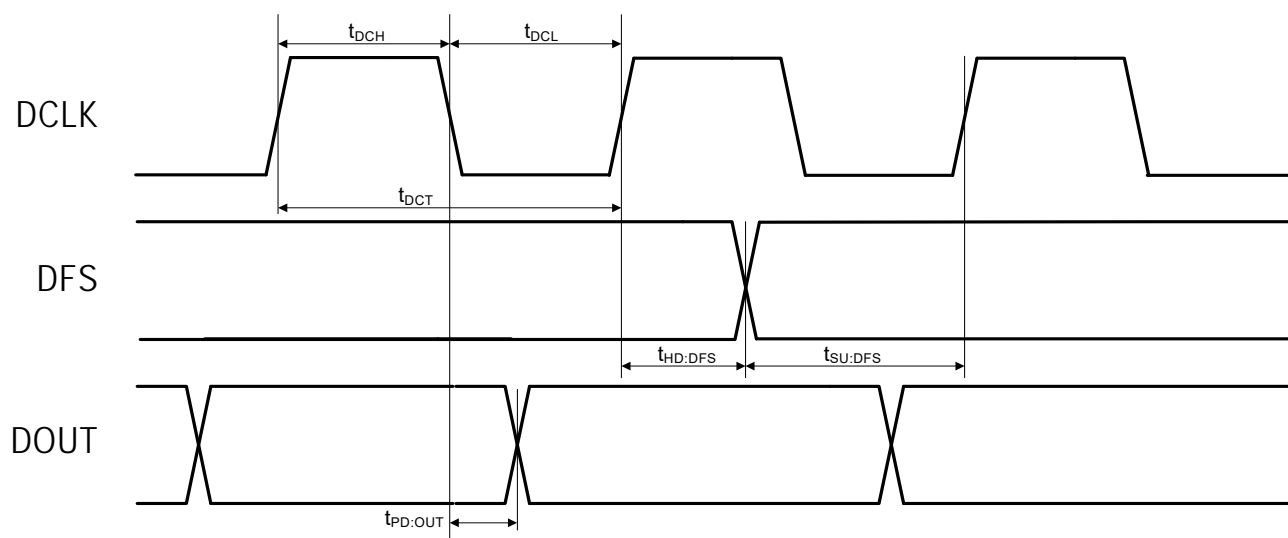 tDCH
tDCL
DCLK
tDCT
DFS
tHD:DFS
tSU:DFS
DOUT
tPD:OUT